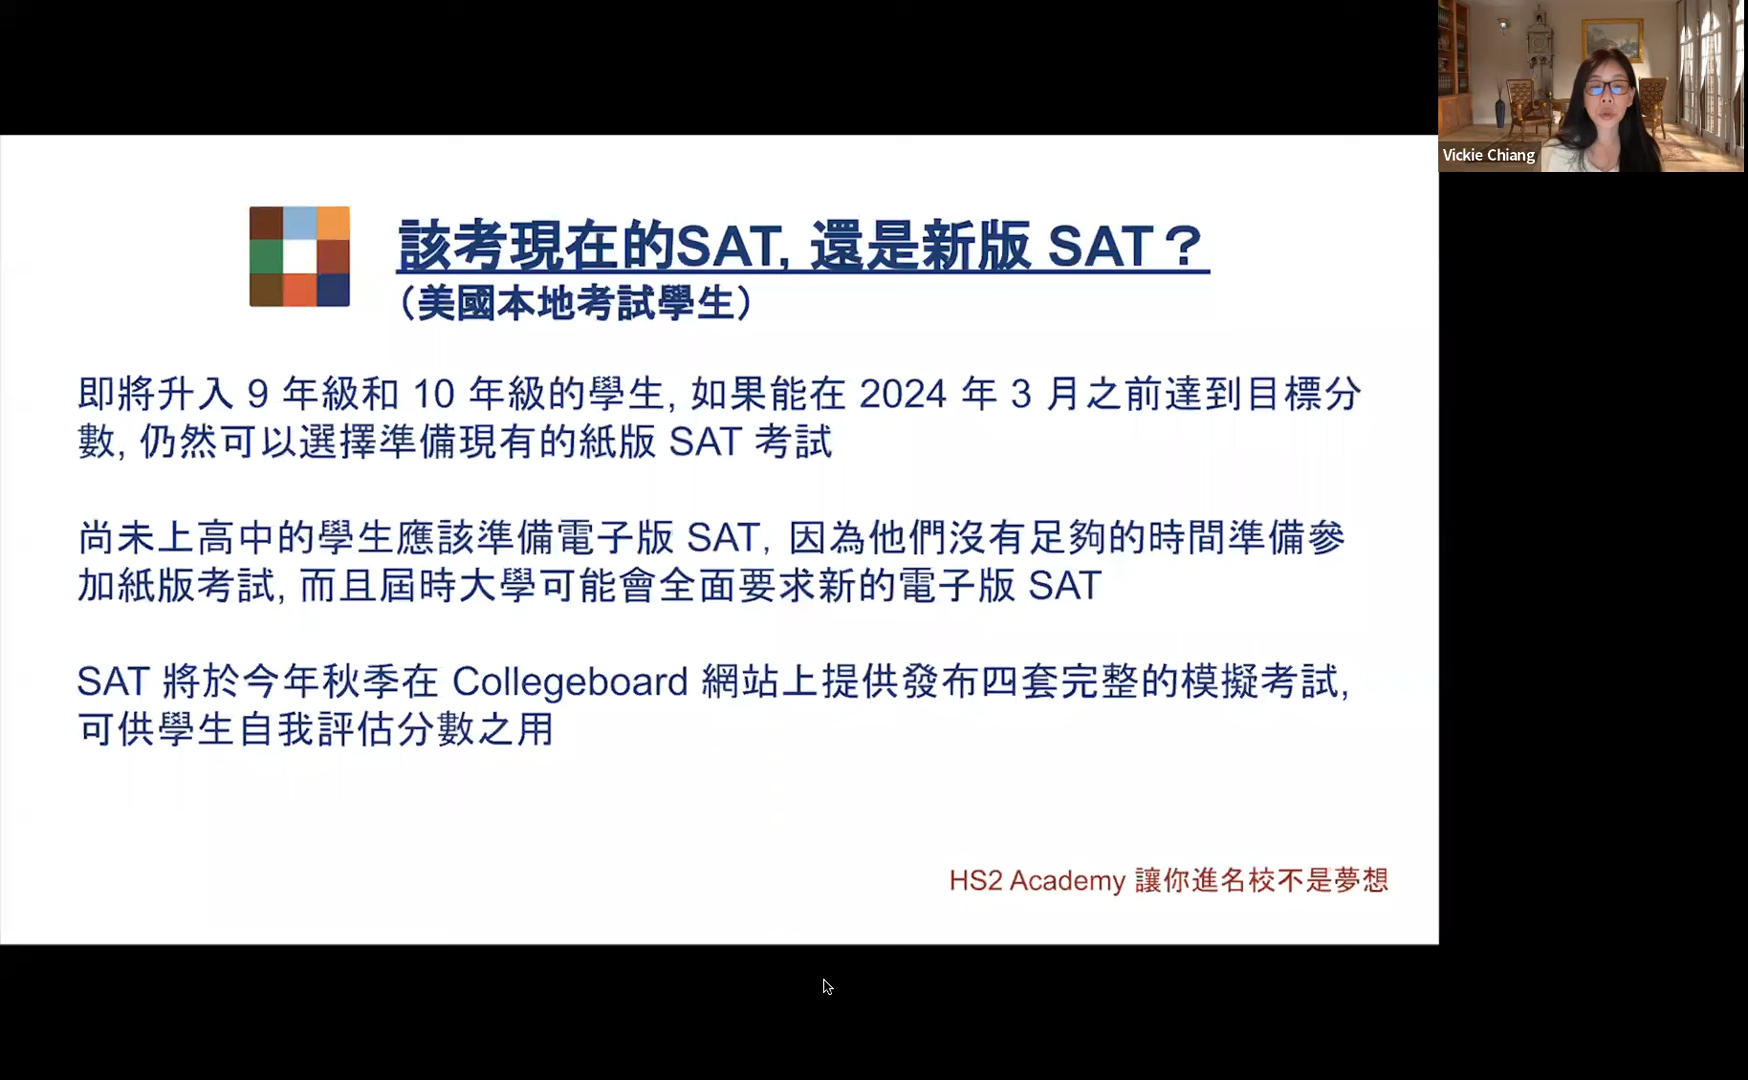 Vickie Chiang
該考現在的SAT, 還是新版 SAT？
（美國本地考試學生）
即將升入 9 年級和 10 年級的學生, 如果能在 2024 年 3 月之前達到目標分
數, 仍然可以選擇準備現有的紙版 SAT 考試
尚未上高中的學生應該準備電子版 SAT, 因為他們沒有足夠的時間準備參
加紙版考試, 而且屆時大學可能會全面要求新的電子版 SAT
SAT 將於今年秋季在 Collegeboard 網站上提供發布四套完整的模擬考試,
可供學生自我評估分數之用
HS2 Academy 讓你進名校不是夢想